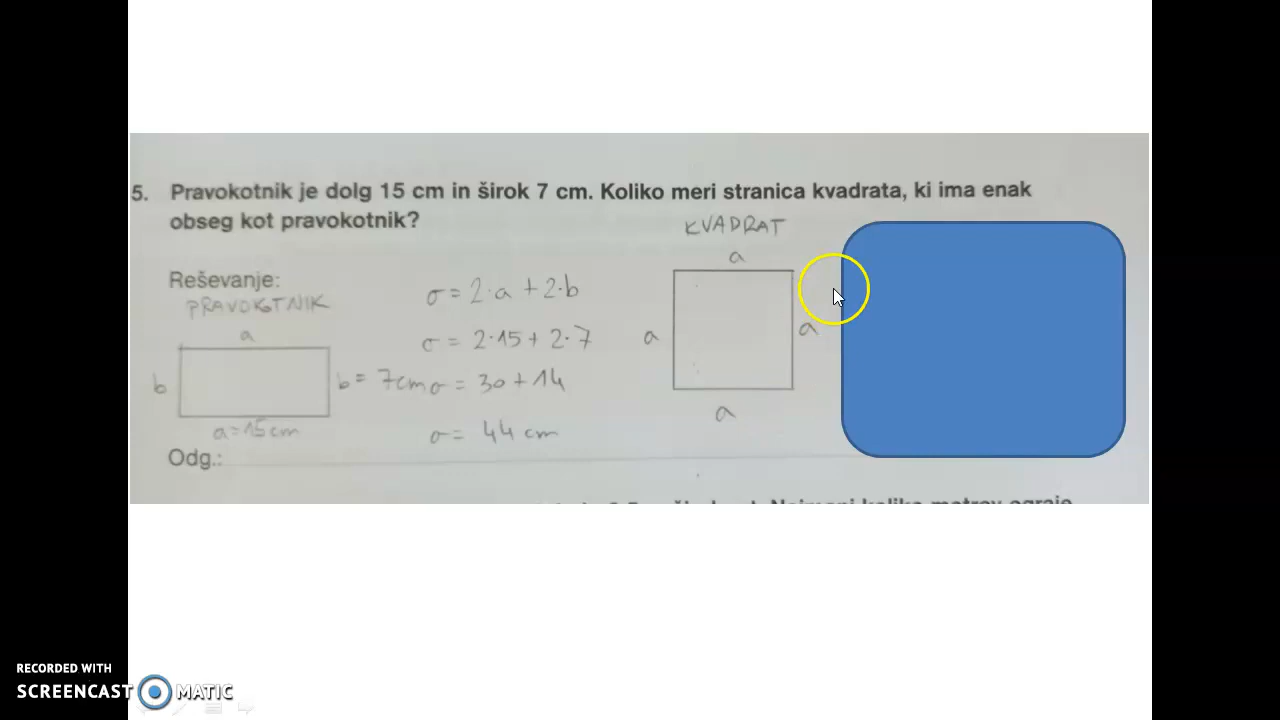 5. Pravokotnik je dolg 15 cm in širok 7 cm. Koliko meri stranica kvadrata, ki ima enak
obseg kot pravokotnik?
Reševanje:
PRAVOKOTNIK
a
b
b = 7cm
a=15cm
σ = 2·a + 2·b
σ = 2·15 + 2·7
σ = 30 + 14
σ = 44 cm
KVADRAT
a
a
a
a
Odg.:
RECORDED WITH
SCREENCAST MATIC